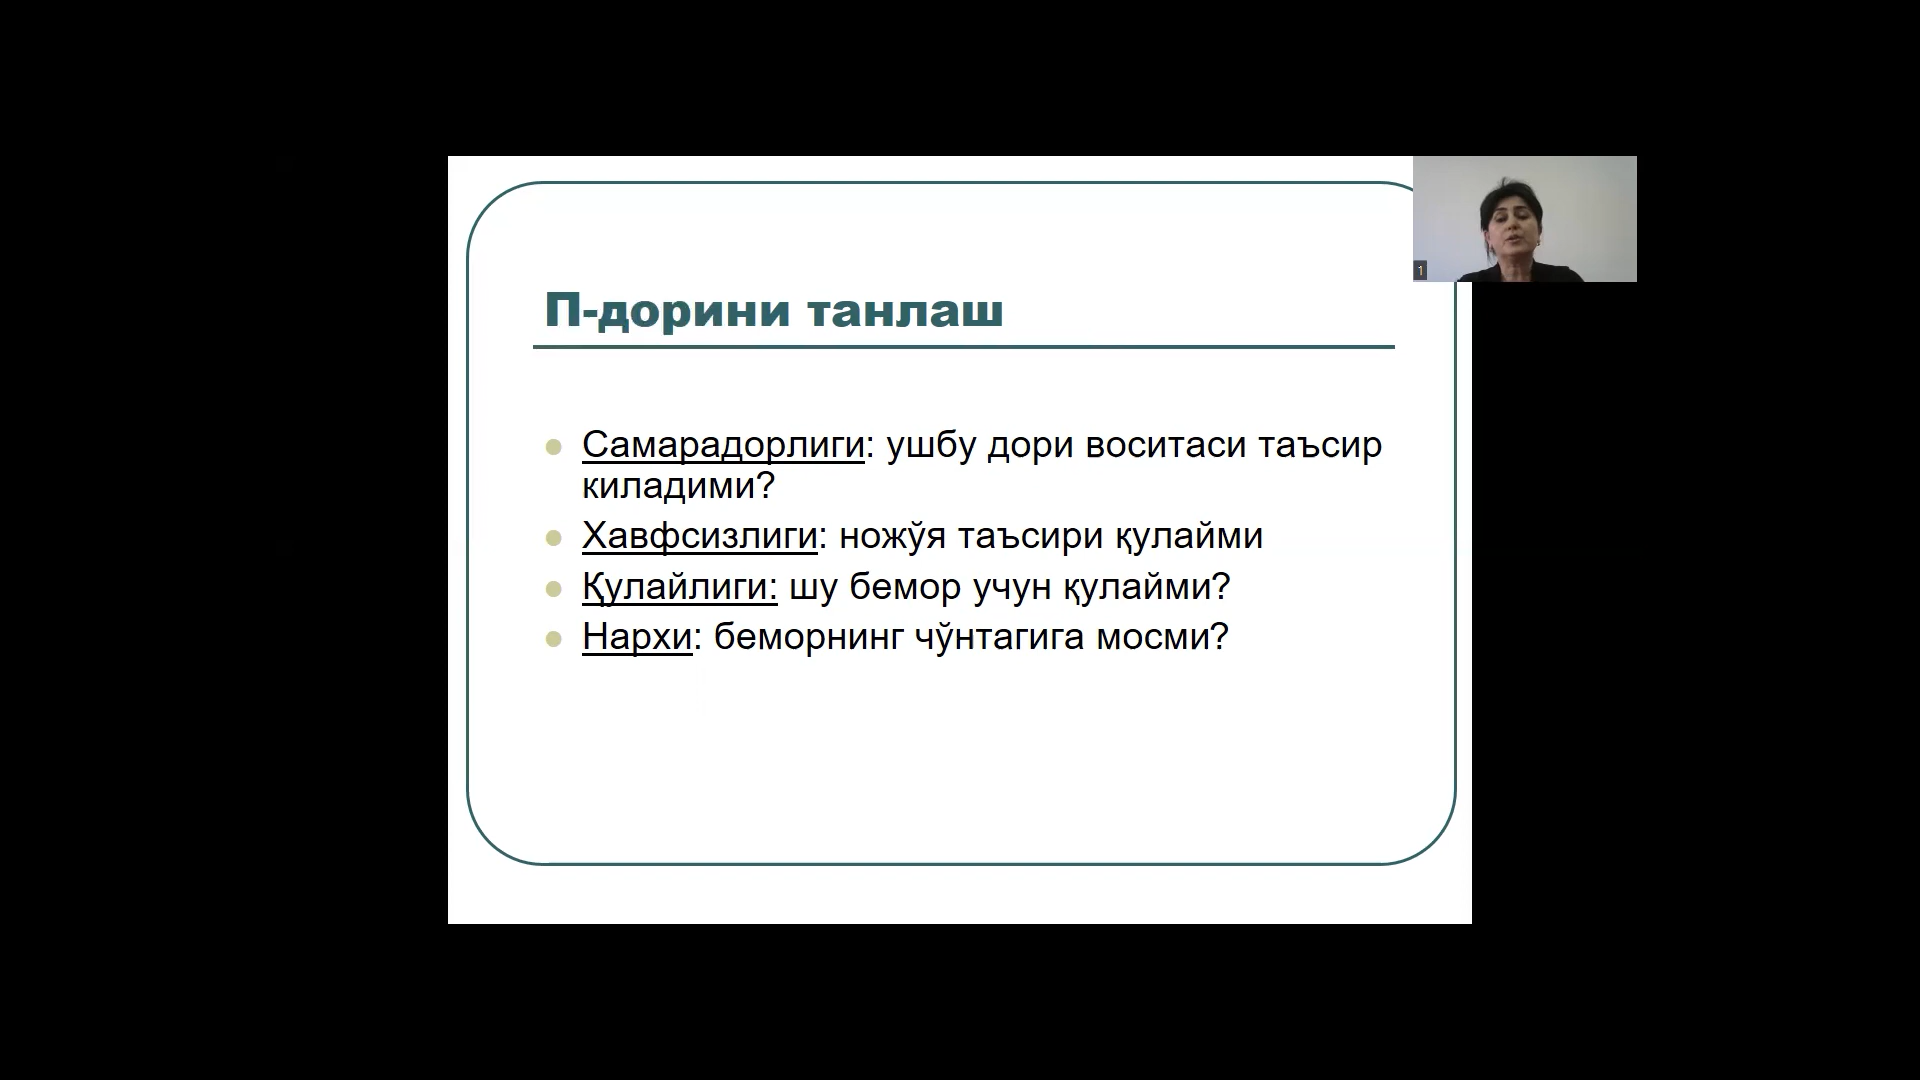 П-дорини танлаш
Самарадорлиги: ушбу дори воситаси таъсир
киладими?
Хавфсизлиги: ножўя таъсири қулайми
Қулайлиги: шу бемор учун қулайми?
Нархи: беморнинг чўнтагига мосми?
1